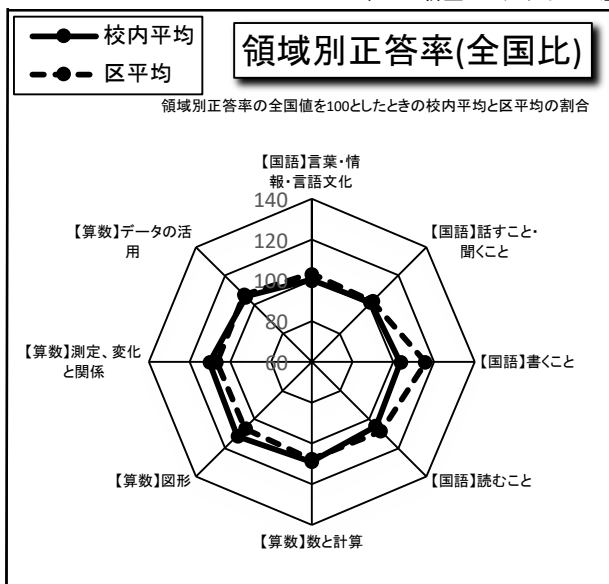 校内平均
区平均
領域別正答率(全国比)
領域別正答率の全国値を100としたときの校内平均と区平均の割合
【国語】言葉・情
報・言語文化
【国語】話すこと・
聞くこと
【国語】書くこと
【国語】読むこと
【算数】数と計算
【算数】図形
【算数】測定、変化
と関係
【算数】データの活
用
140
120
100
80
60